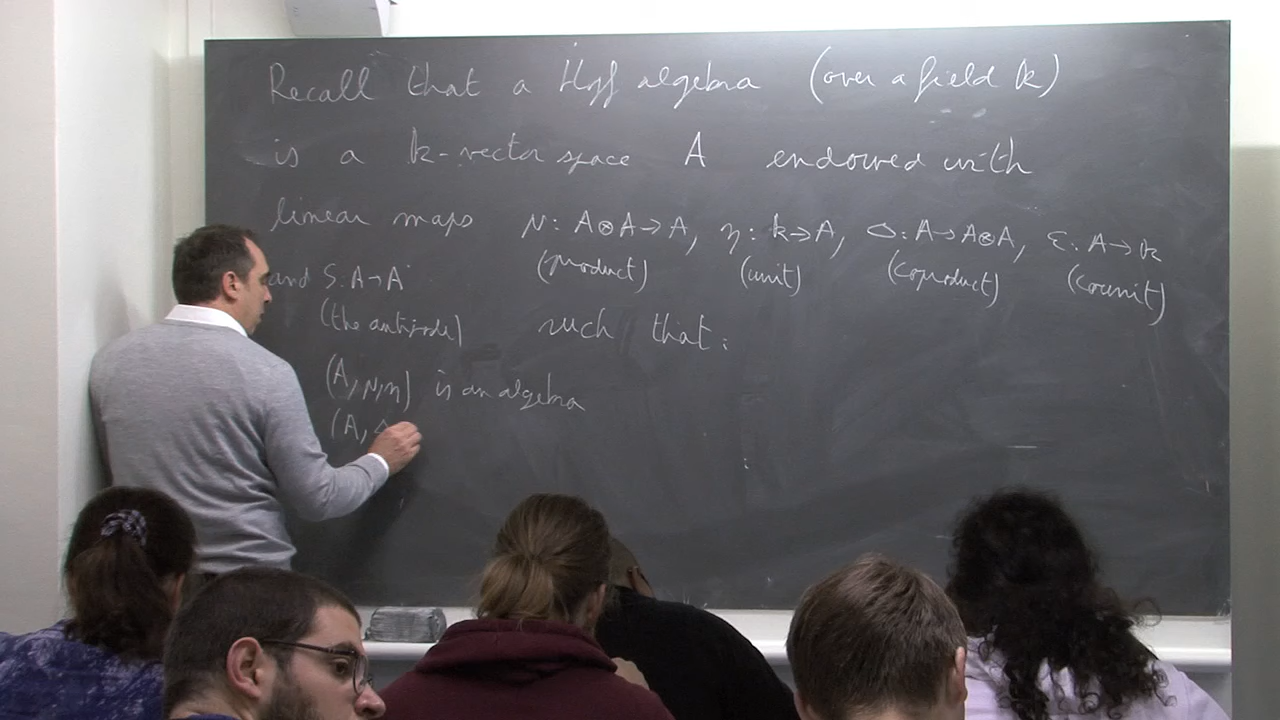 Recall that a Hopf algebra (over a field k)
is a k-vector space A endowed with
linear maps μ: A⊗A→A, η: k→A, Δ: A→A⊗A, ε: A→k
(product) (unit) (coproduct) (counit)
and S: A→A
(the antipode) such that:
(A, μ, η) is an algebra
(A, Δ